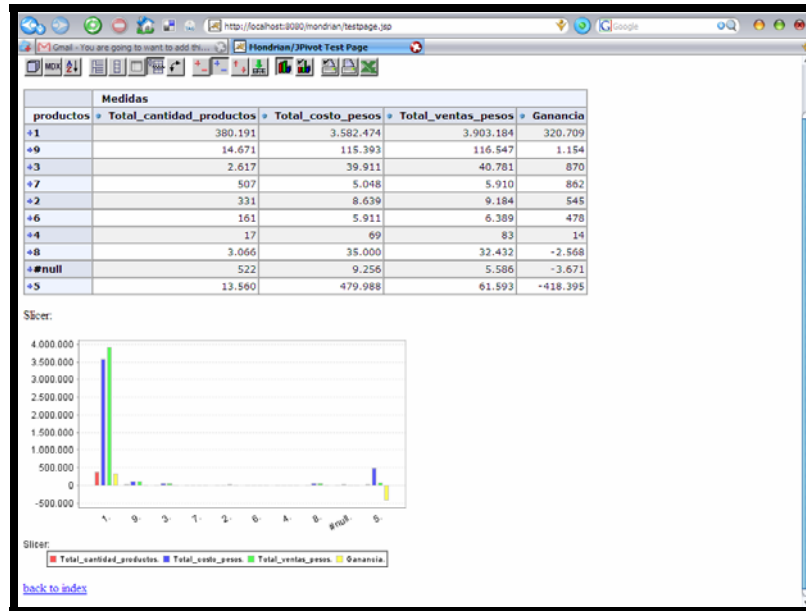 http://localhost:8080/mondrian/testpage.jsp
Google
Gmail - You are going to want to add thi...
Mondrian/JPivot Test Page
MDX
Medidas
productos Total_cantidad_productos Total_costo_pesos Total_ventas_pesos Ganancia
1 380.191 3.582.474 3.903.184 320.709
9 14.671 115.393 116.547 1.154
3 2.617 39.911 40.781 870
7 507 5.048 5.910 862
2 331 8.639 9.184 545
6 161 5.911 6.389 478
4 17 69 83 14
8 3.066 35.000 32.432 -2.568
#null 522 9.256 5.586 -3.671
5 13.560 479.988 61.593 -418.395
Slicer:
4.000.000
3.500.000
3.000.000
2.500.000
2.000.000
1.500.000
1.000.000
500.000
0
-500.000
1. 9. 3. 7. 2. 6. 4. 8. #null. 5.
Slicer:
Total_cantidad_productos. Total_costo_pesos. Total_ventas_pesos. Ganancia.
back to index